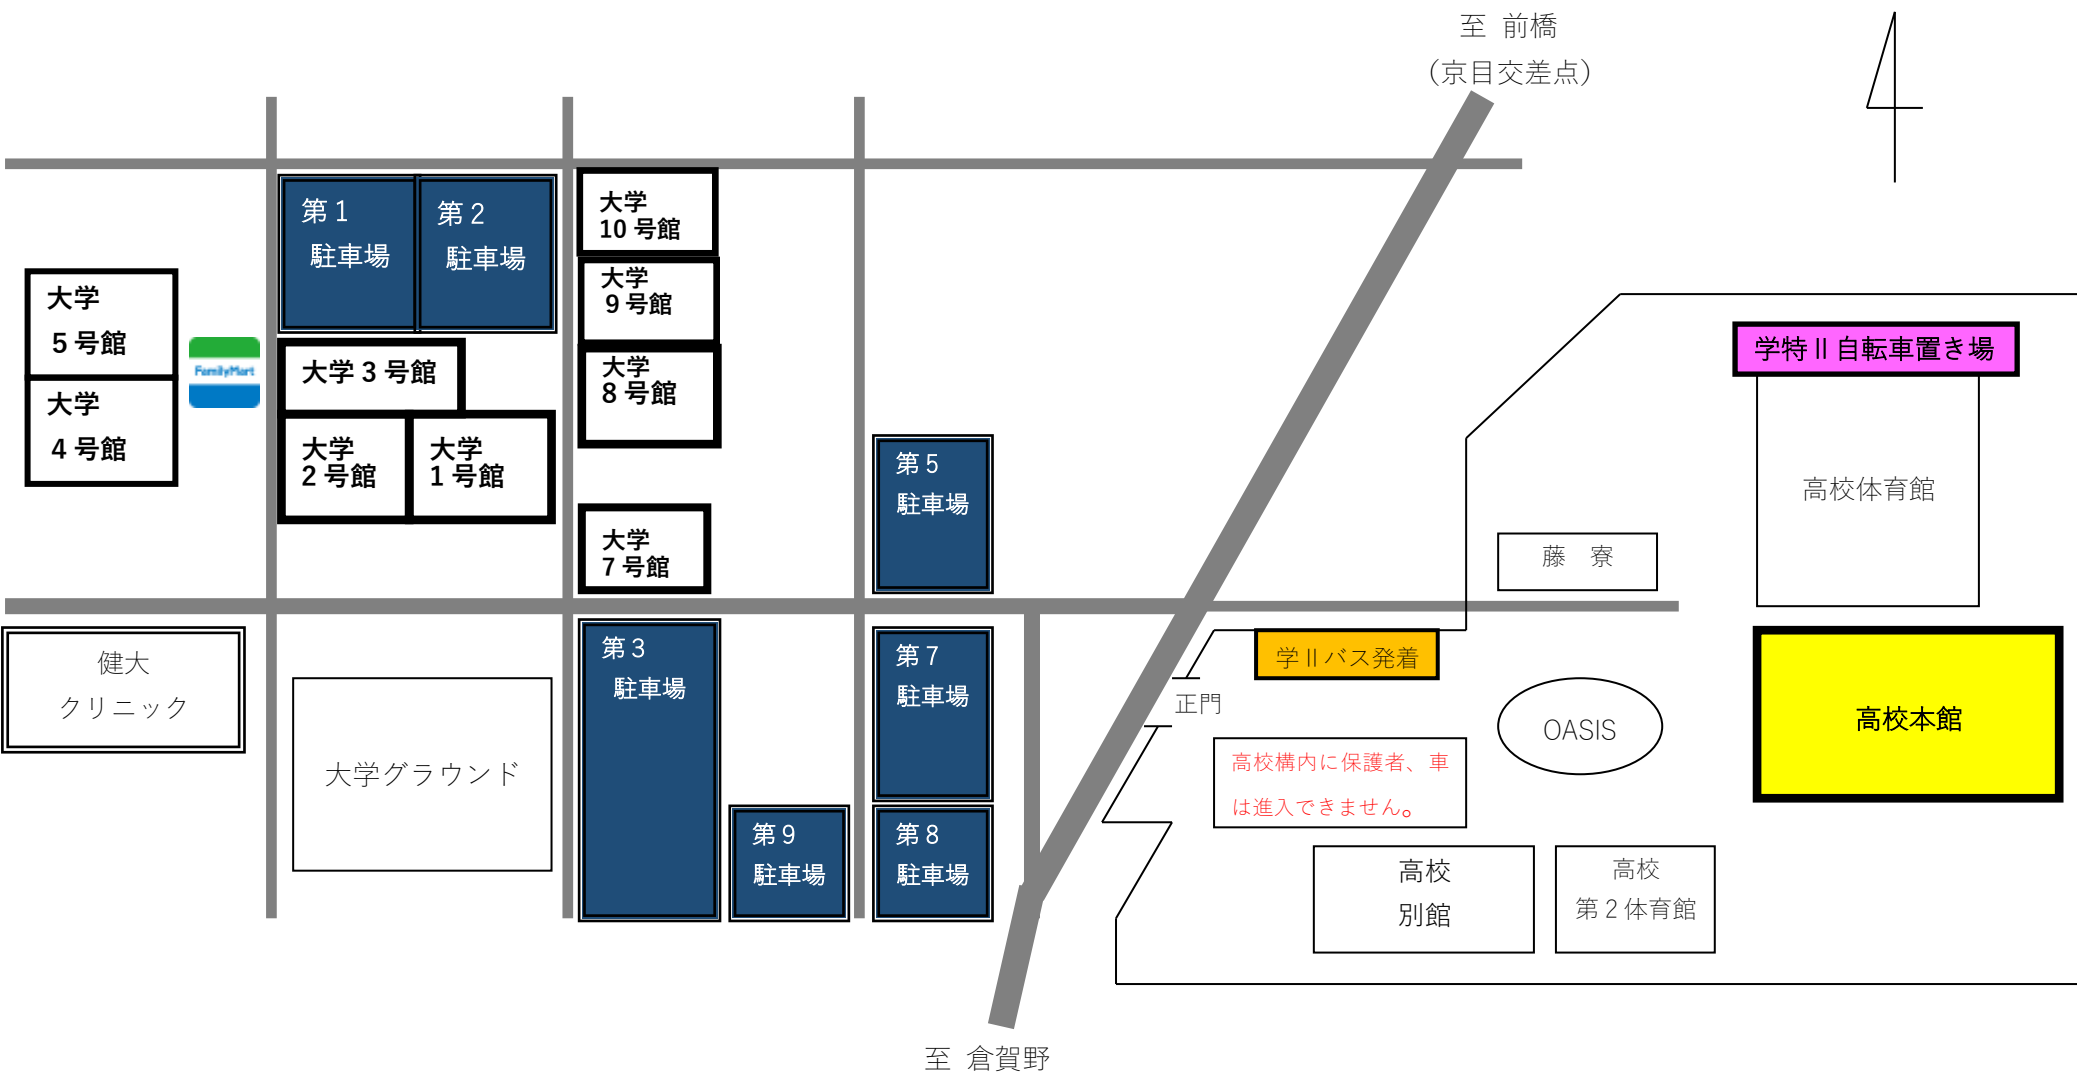 至 前橋
（京目交差点）
第１
駐車場
第２
駐車場
大学
10 号館
大学
９号館
大学
８号館
大学
５号館
大学
４号館
FamilyMart
大学３号館
大学
２号館
大学
１号館
大学
７号館
第５
駐車場
学特Ⅱ自転車置き場
高校体育館
藤　寮
健大
クリニック
大学グラウンド
第３
駐車場
第７
駐車場
第９
駐車場
第８
駐車場
学Ⅱバス発着
正門
OASIS
高校本館
高校構内に保護者、車
は進入できません。
高校
別館
高校
第２体育館
至 倉賀野